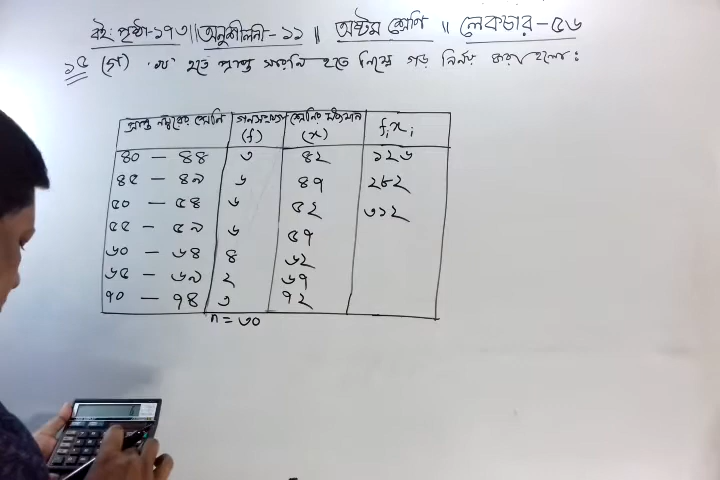 বই: পৃষ্ঠা-১৭৩ || অনুশীলনী-১১ || অষ্টম শ্রেণি || লেকচার-৫৬
১৫ (গ) 'খ' হতে প্রাপ্ত সারণি হতে নিম্নে গড় নির্ণয় করা হলো:
প্রাপ্ত নম্বরের শ্রেণি গণসংখ্যা (f) শ্রেণির মধ্যমান (x) fᵢxᵢ
৪০ – ৪৪ ৩ ৪২ ১২৬
৪৫ – ৪৯ ৬ ৪৭ ২৮২
৫০ – ৫৪ ৬ ৫২ ৩১২
৫৫ – ৫৯ ৬ ৫৭
৬০ – ৬৪ ৪ ৬২
৬৫ – ৬৯ ২ ৬৭
৭০ – ৭৪ ৩ ৭২
n = ৩০